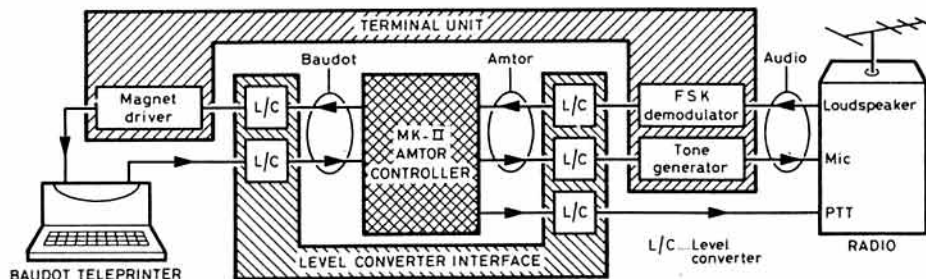 TERMINAL UNIT
Baudot
Amtor
Audio
Magnet
driver
L/C
L/C
FSK
demodulator
Loudspeaker
MK-II
AMTOR
CONTROLLER
L/C
L/C
Tone
generator
Mic
L/C
PTT
L/C Level
converter
RADIO
LEVEL CONVERTER INTERFACE
BAUDOT TELEPRINTER